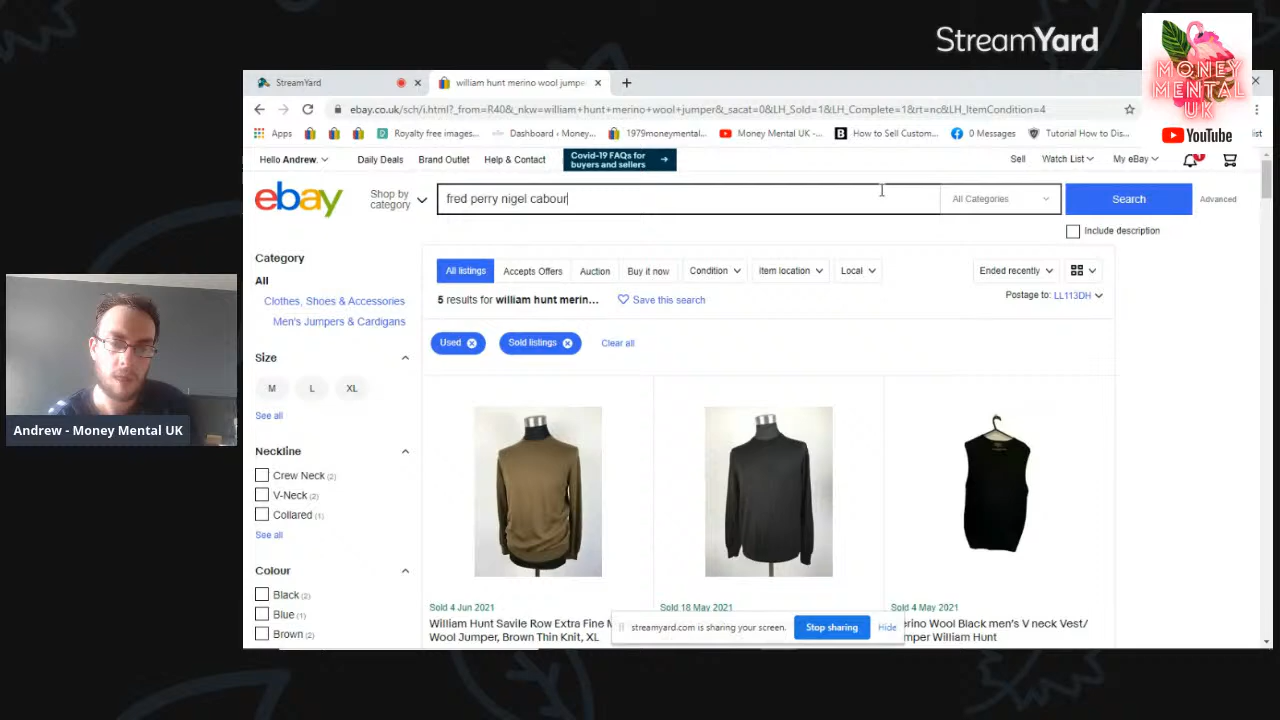 StreamYard
MONEY
MENTAL
UK
YouTube
StreamYard
william hunt merino wool jumpe
ebay.co.uk/sch/i.html?_from=R40&_nkw=william+hunt+merino+wool+jumper&_sacat=0&LH_Sold=1&LH_Complete=1&rt=nc&LH_ItemCondition=4
Apps
Royalty free images...
Dashboard ‹ Money...
1979moneymental...
Money Mental UK -...
How to Sell Custom...
0 Messages
Tutorial How to Dis...
list
Hello Andrew.
Daily Deals
Brand Outlet
Help & Contact
Covid-19 FAQs for
buyers and sellers
Sell
Watch List
My eBay
1
ebay
Shop by
category
fred perry nigel cabour
All Categories
Search
Advanced
Include description
Category
All
Clothes, Shoes & Accessories
Men's Jumpers & Cardigans
All listings
Accepts Offers
Auction
Buy it now
Condition
Item location
Local
Ended recently
5 results for william hunt merin...
Save this search
Postage to: LL113DH
Used
Sold listings
Clear all
Size
M
L
XL
See all
Neckline
Crew Neck (2)
V-Neck (2)
Collared (1)
See all
Colour
Black (2)
Blue (1)
Brown (2)
Sold 4 Jun 2021
William Hunt Savile Row Extra Fine M
Wool Jumper, Brown Thin Knit, XL
Sold 18 May 2021
Sold 4 May 2021
erino Wool Black men's V neck Vest/
umper William Hunt
streamyard.com is sharing your screen.
Stop sharing
Hide
Andrew - Money Mental UK